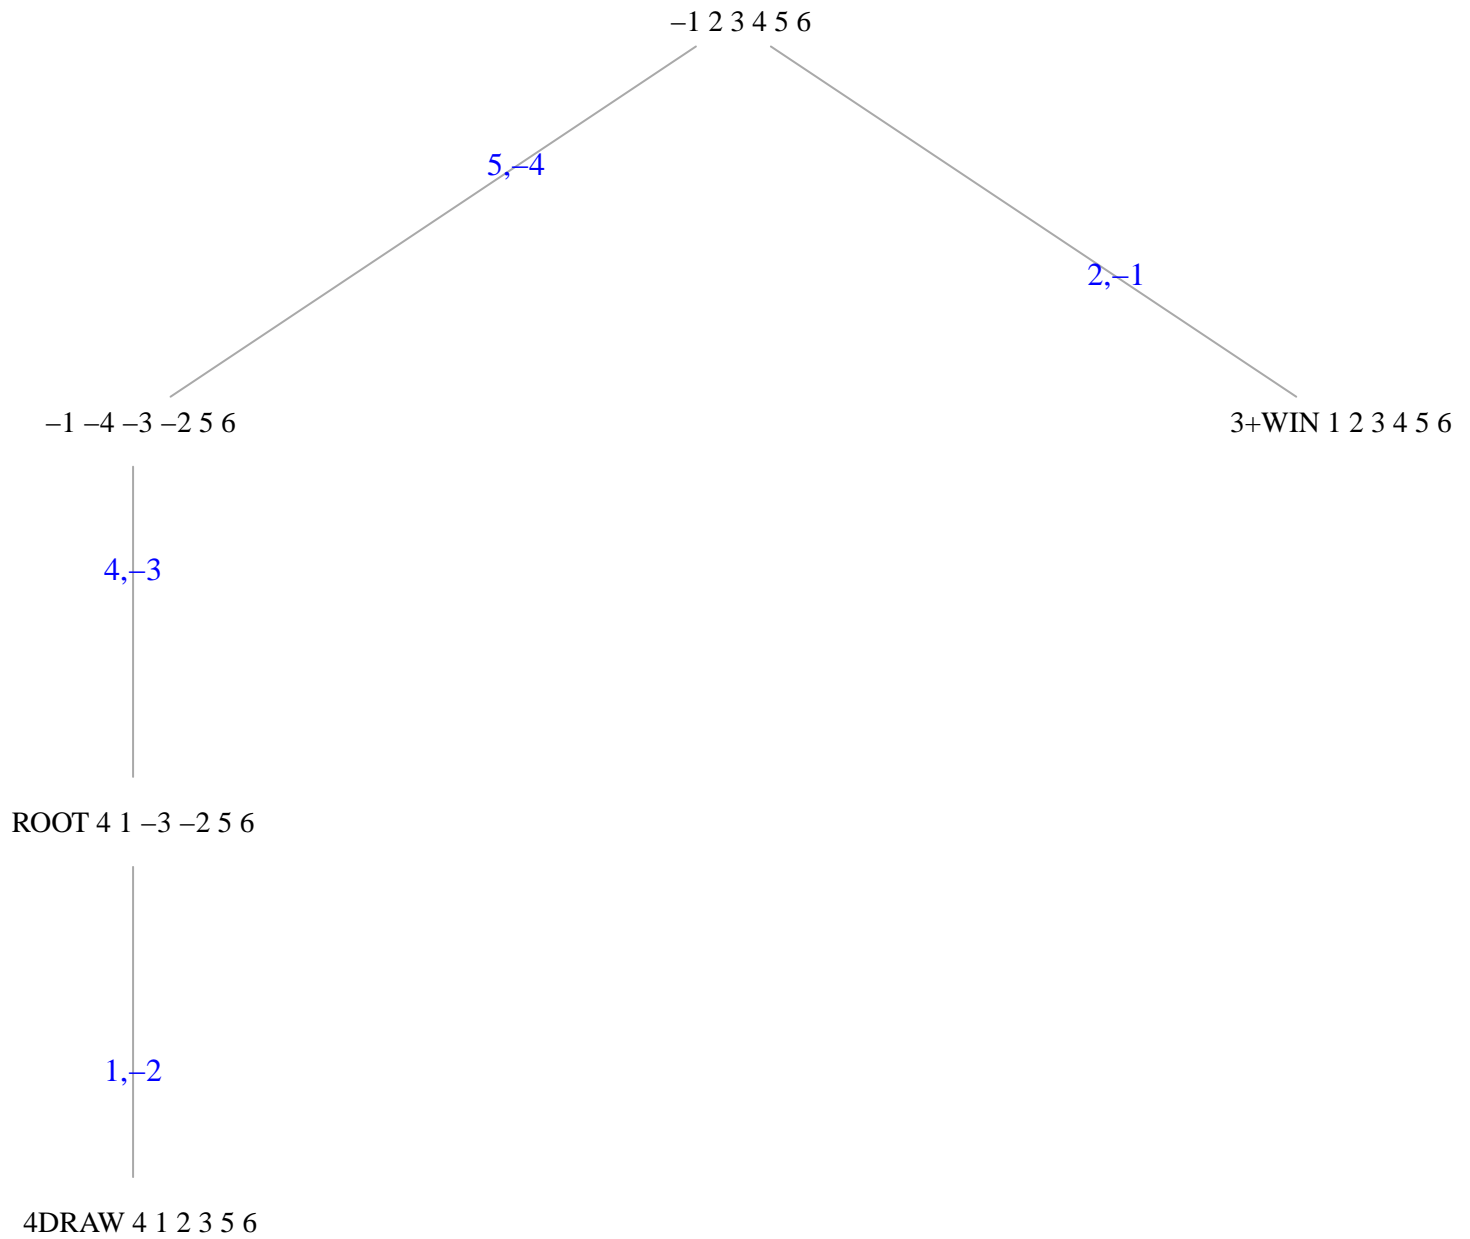 –1 2 3 4 5 6
5,–4
2,–1
–1 –4 –3 –2 5 6
3+WIN 1 2 3 4 5 6
4,–3
ROOT 4 1 –3 –2 5 6
1,–2
4DRAW 4 1 2 3 5 6